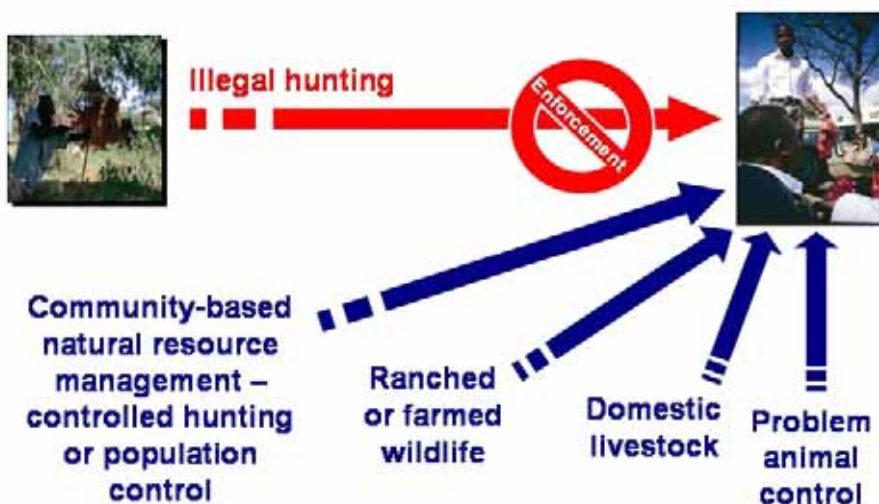 Illegal hunting
Enforcement
Community-based
natural resource
management –
controlled hunting
or population
control
Ranched
or farmed
wildlife
Domestic
livestock
Problem
animal
control